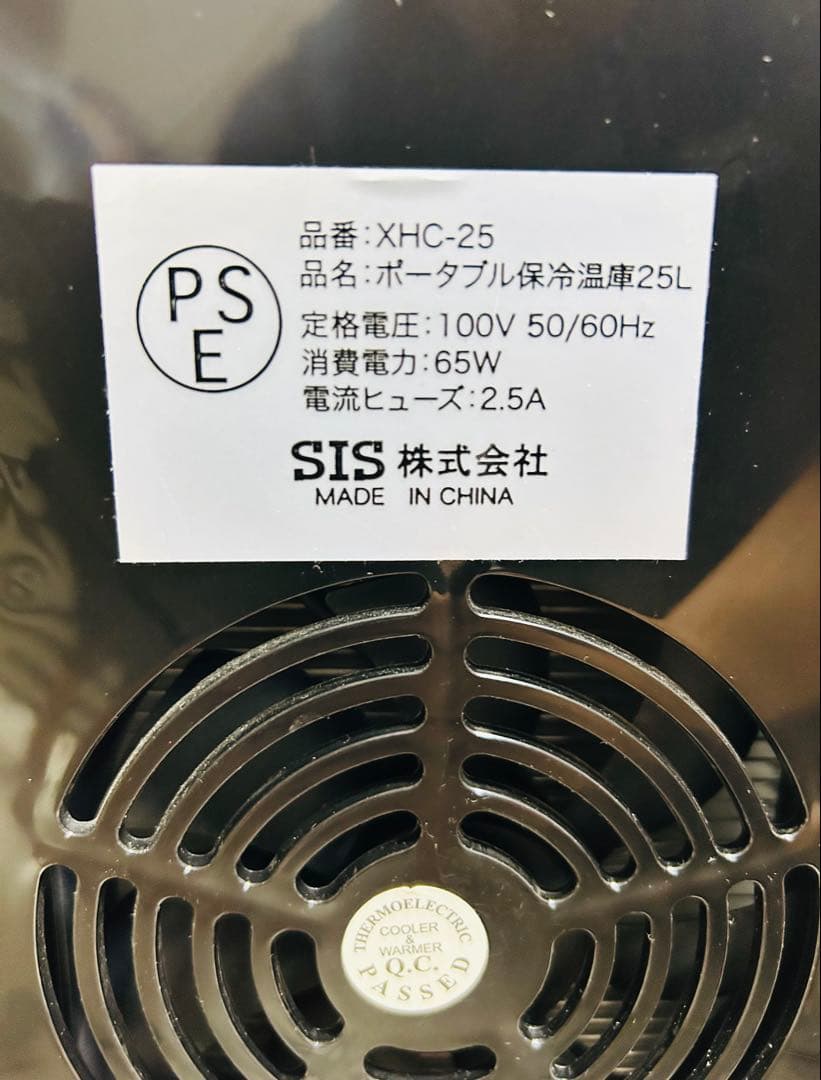 PS
E
品番:XHC-25
品名:ポータブル保冷温庫25L
定格電圧:100V 50/60Hz
消費電力:65W
電流ヒューズ:2.5A
SIS 株式会社
MADE IN CHINA
THERMOELECTRIC
COOLER
&
WARMER
Q.C.
PASSED